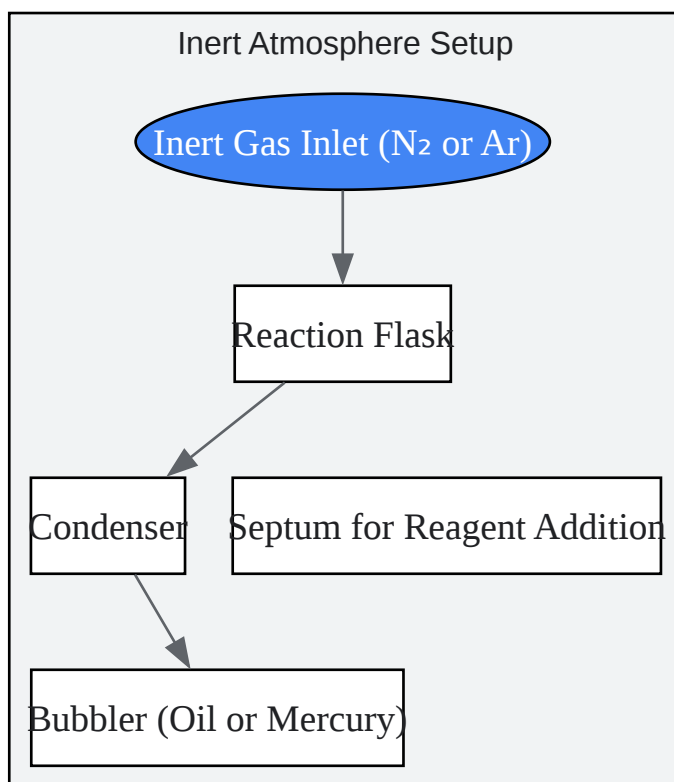 Inert Atmosphere Setup
Inert Gas Inlet (N₂ or Ar)
Reaction Flask
Condenser
Septum for Reagent Addition
Bubbler (Oil or Mercury)